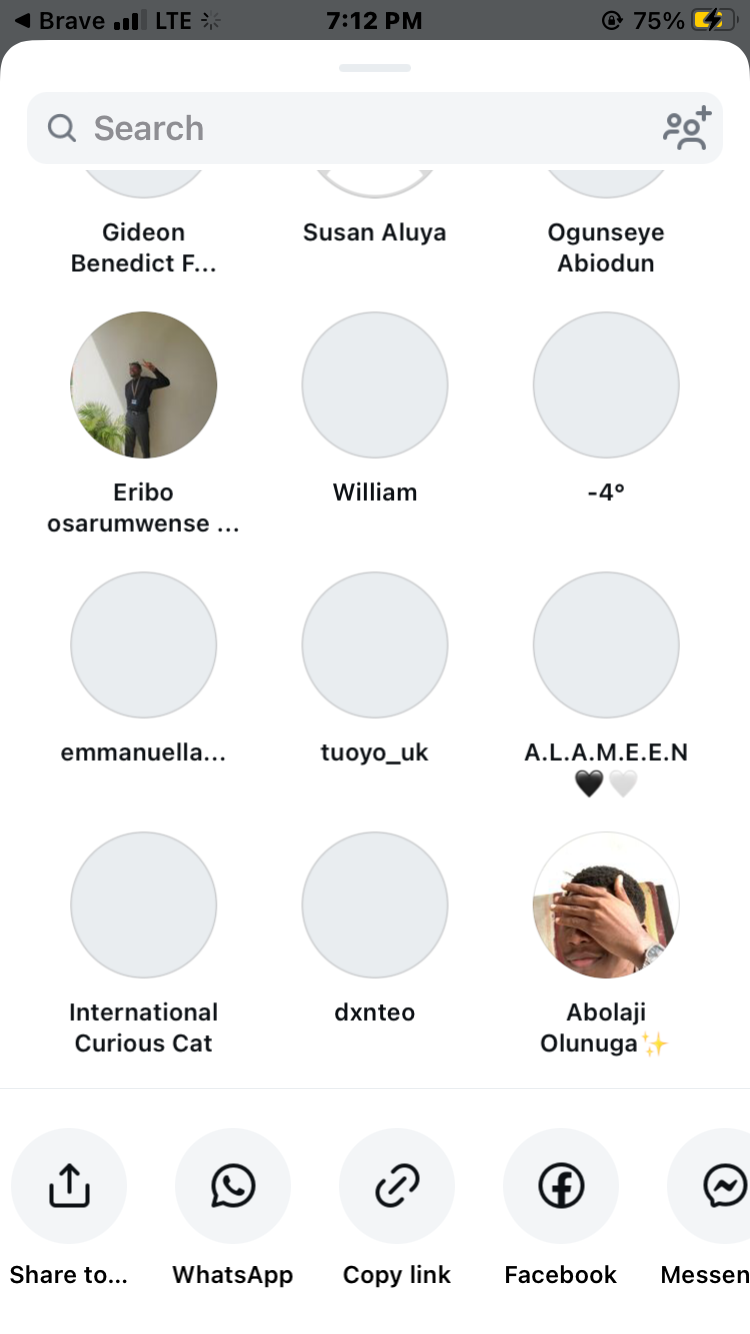 Brave LTE 7:12 PM 75%
Search
Gideon Benedict F...
Susan Aluya
Ogunseye Abiodun
Eribo osarumwense ...
William
-4°
emmanuella...
tuoyo_uk
A.L.A.M.E.E.N 🖤🤍
International Curious Cat
dxnteo
Abolaji Olunuga✨
Share to...
WhatsApp
Copy link
Facebook
Messen